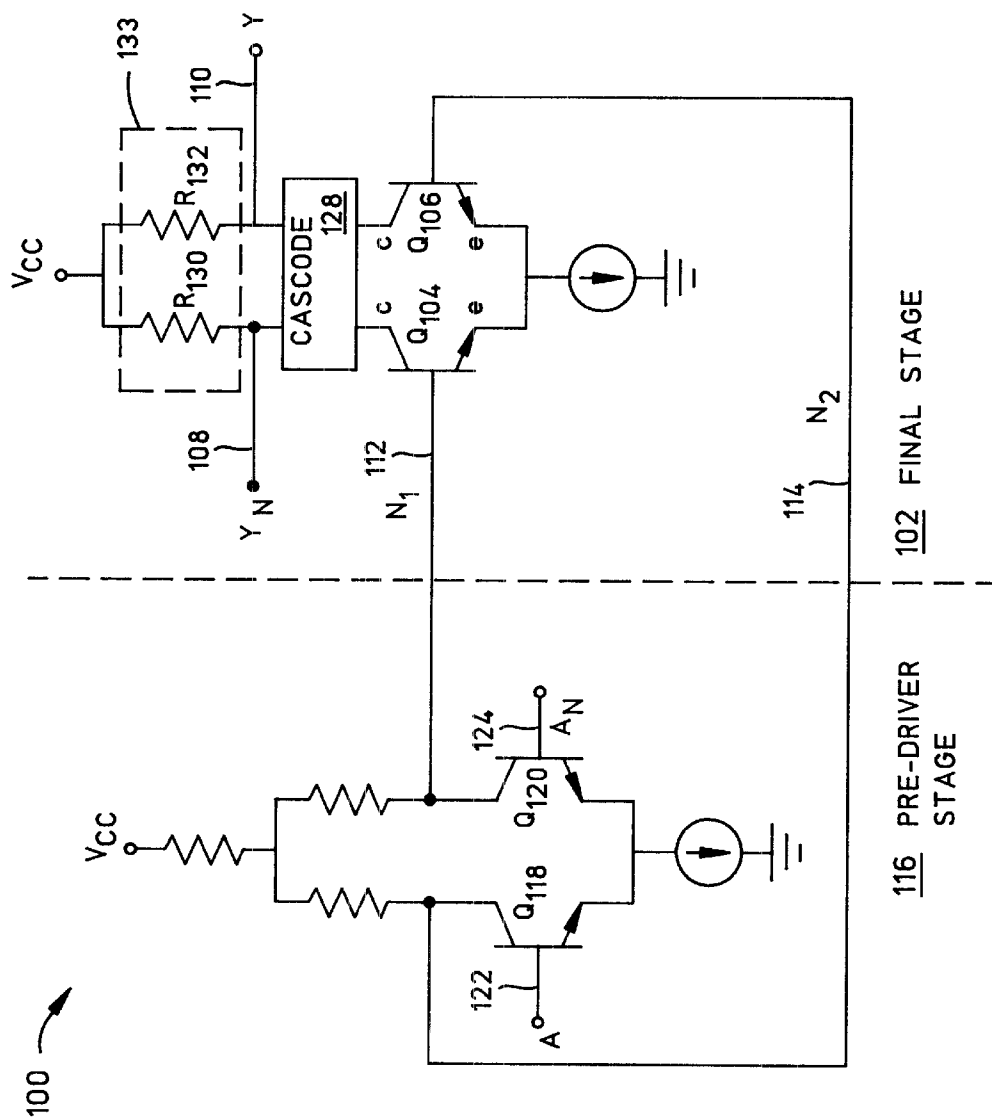 100
VCC
A
122
Q118
Q120
124
AN
116 PRE-DRIVER
STAGE
VCC
133
R130
R132
108
YN
110
Y
CASCODE
128
c
c
Q104
Q106
e
e
112
N1
114
N2
102 FINAL STAGE